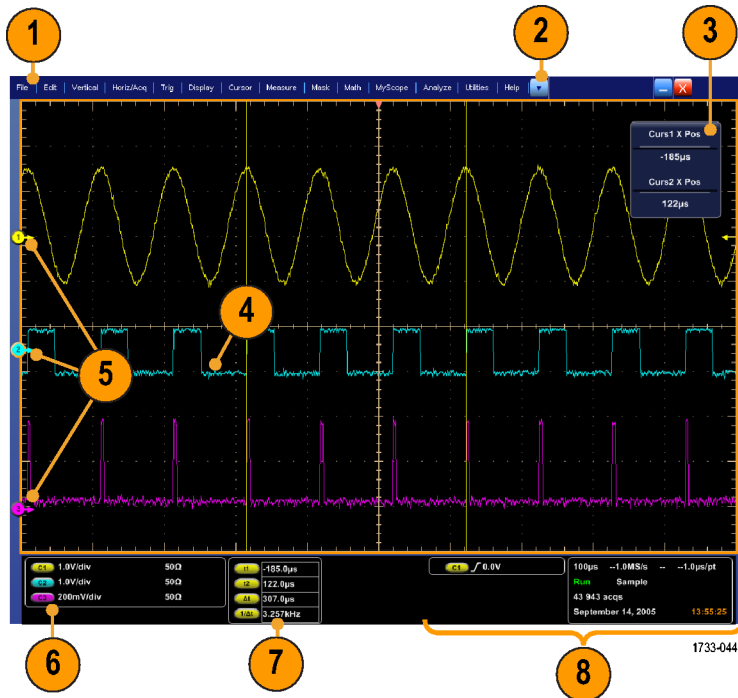 1
2
3
File Edit Vertical Horiz/Acq Trig Display Cursor Measure Mask Math MyScope Analyze Utilities Help
X
Curs1 X Pos
-185µs
Curs2 X Pos
122µs
1
4
2
5
3
C1 1.0V/div 50Ω
C2 1.0V/div 50Ω
C3 200mV/div 50Ω
t1 -185.0µs
t2 122.0µs
Δt 307.0µs
1/Δt 3.257kHz
C1 0.0V
100µs --1.0MS/s -- --1.0µs/pt
Run Sample
43 943 acqs
September 14, 2005 13:55:25
6
7
8
1733-044